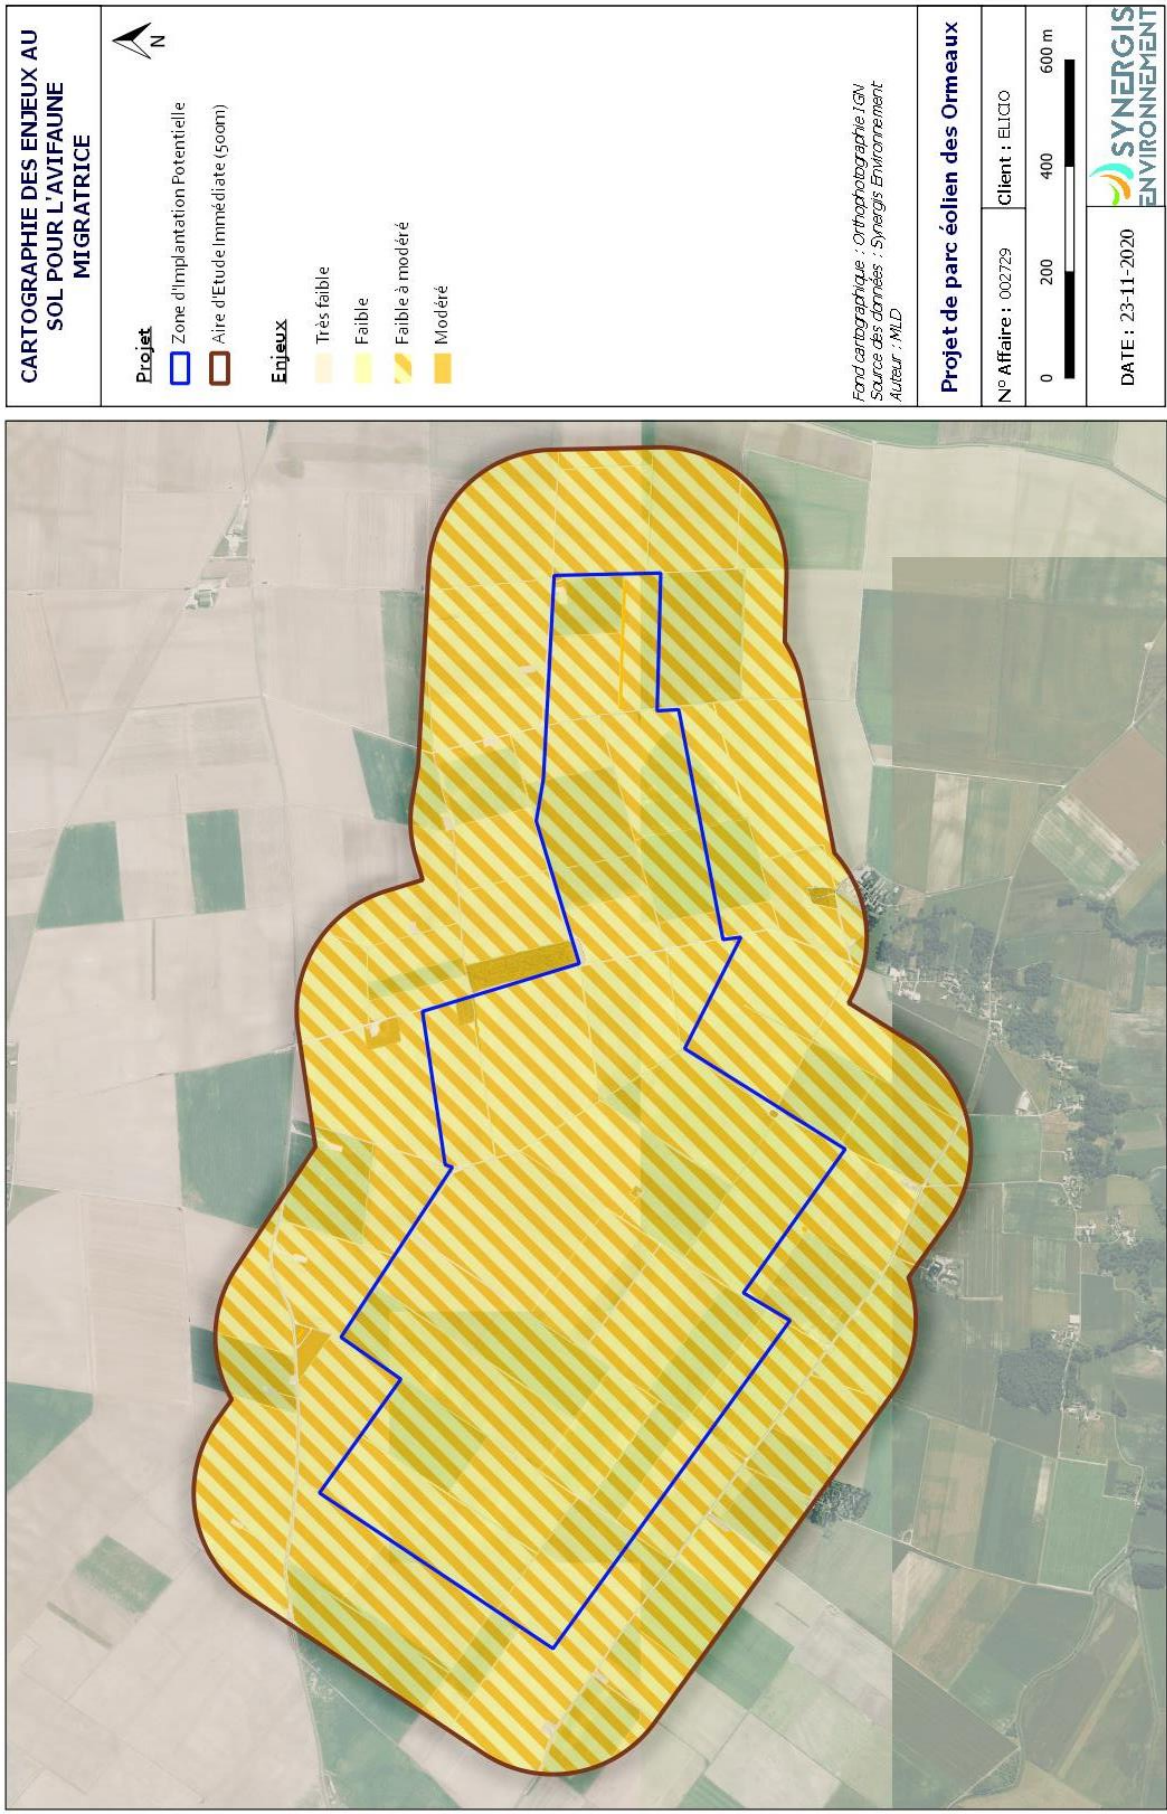 CARTOGRAPHIE DES ENJEUX AU
SOL POUR L'AVIFAUNE
MIGRATRICE
N
Projet
Zone d'Implantation Potentielle
Aire d'Etude Immédiate (500m)
Enjeux
Très faible
Faible
Faible à modéré
Modéré
Fond cartographique : Orthophotographie IGN
Source des données : Synergis Environnement
Auteur : MLD
Projet de parc éolien des Ormeaux
N° Affaire : 002729
Client : ELICIO
0 200 400 600 m
DATE : 23-11-2020
SYNERGIS
ENVIRONNEMENT